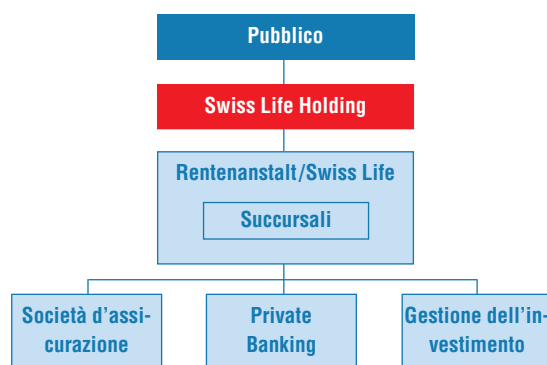 Pubblico
Swiss Life Holding
Rentenanstalt/Swiss Life
Succursali
Società d'assi-
curazione
Private
Banking
Gestione dell'in-
vestimento